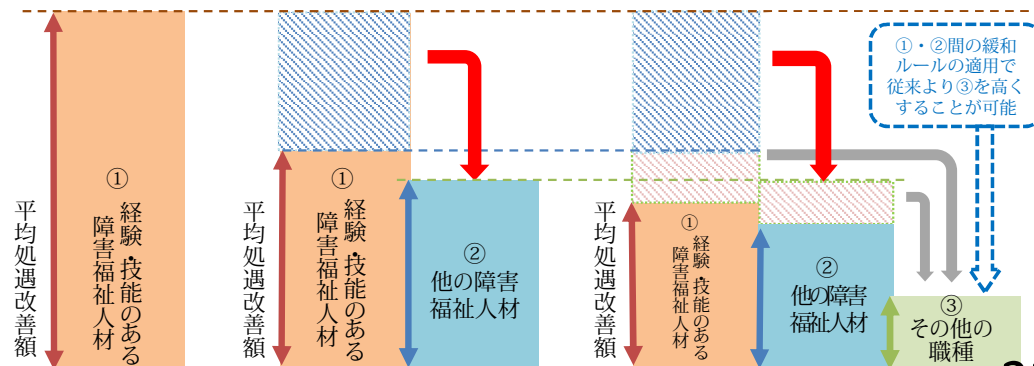 平均処遇改善額
①
経験・技能のある
障害福祉人材
平均処遇改善額
①
経験・技能のある
障害福祉人材
②
他の障害
福祉人材
平均処遇改善額
①
経験・技能のある
障害福祉人材
②
他の障害
福祉人材
③
その他の
職種
①・②間の緩和
ルールの適用で
従来より③を高く
することが可能